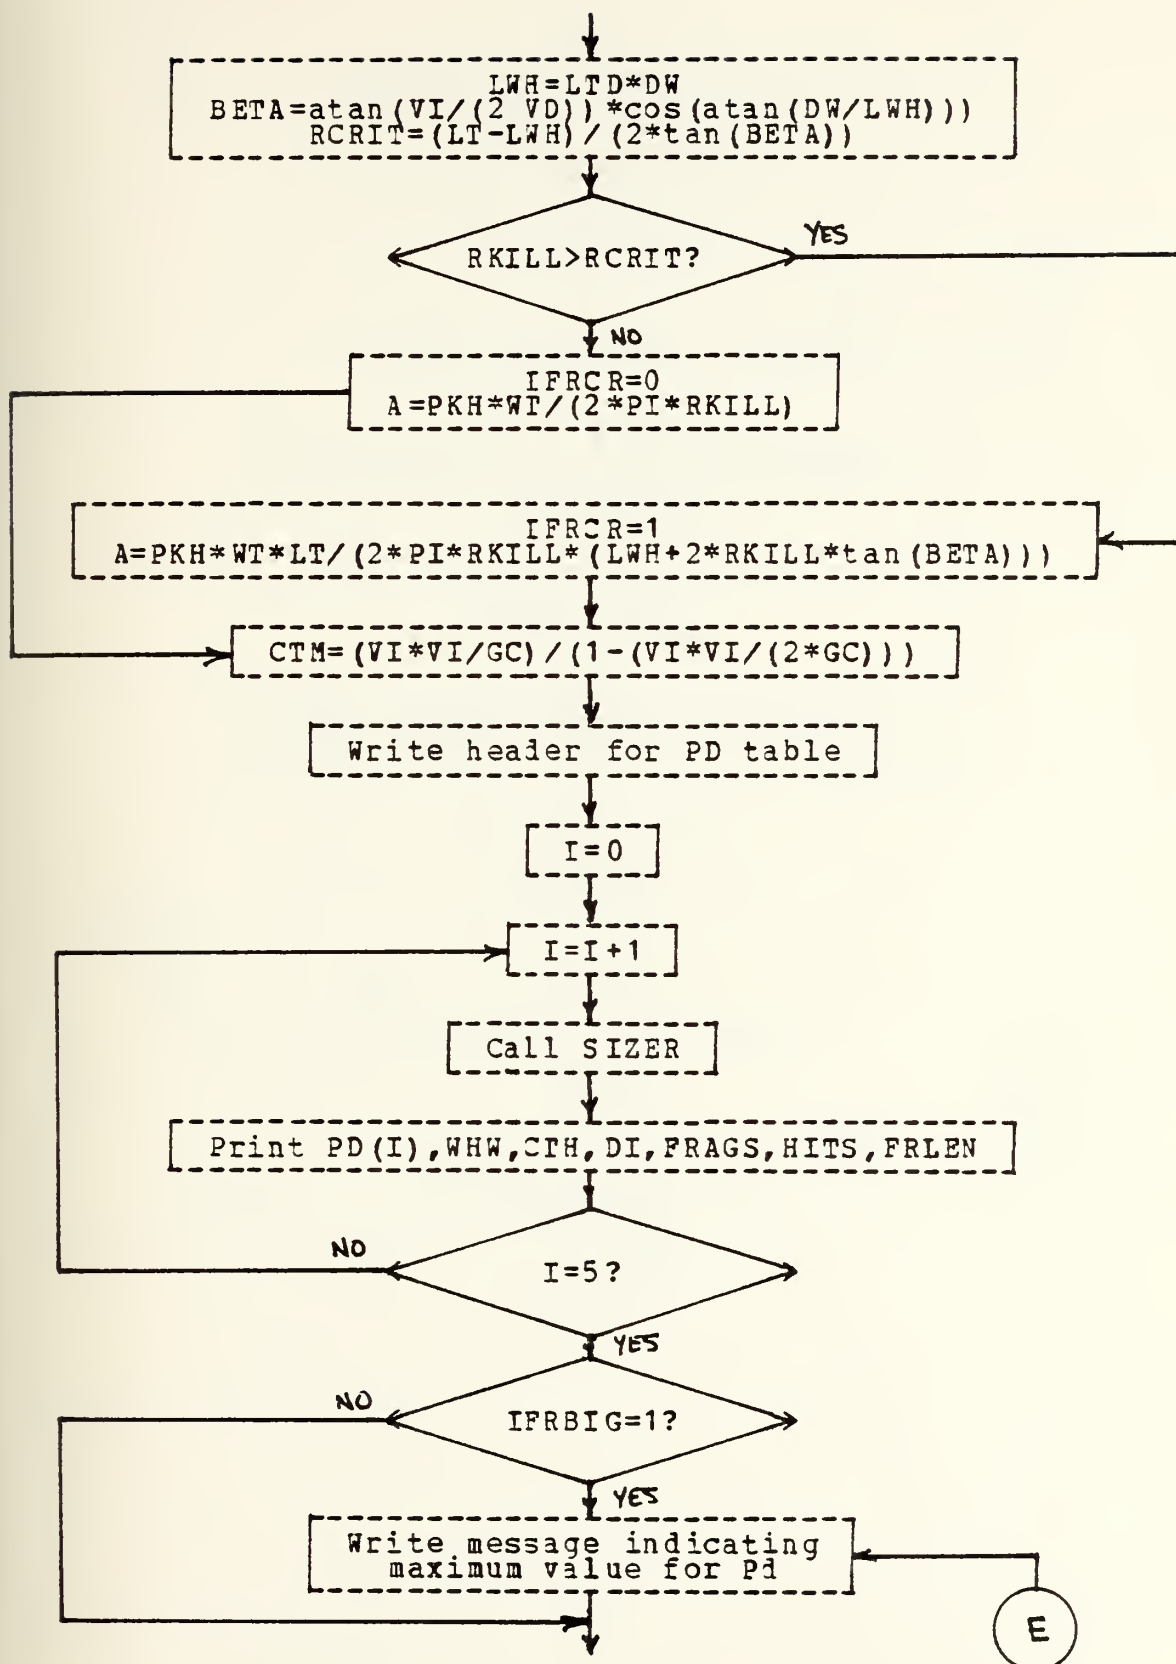 LWH=LTD*DW
BETA=atan(VI/(2 VD))*cos(atan(DW/LWH)))
RCRIT=(LT-LWH)/(2*tan(BETA))
RKILL>RCRIT?
YES
NO
IFRCR=0
A=PKH*WT/(2*PI*RKILL)
IFRCR=1
A=PKH*WT*LT/(2*PI*RKILL*(LWH+2*RKILL*tan(BETA)))
CTM=(VI*VI/GC)/(1-(VI*VI/(2*GC)))
Write header for PD table
I=0
I=I+1
Call SIZER
Print PD(I),WHW,CTH,DI,FRAGS,HITS,FRLEN
NO
I=5?
YES
NO
IFRBIG=1?
YES
Write message indicating
maximum value for Pd
E